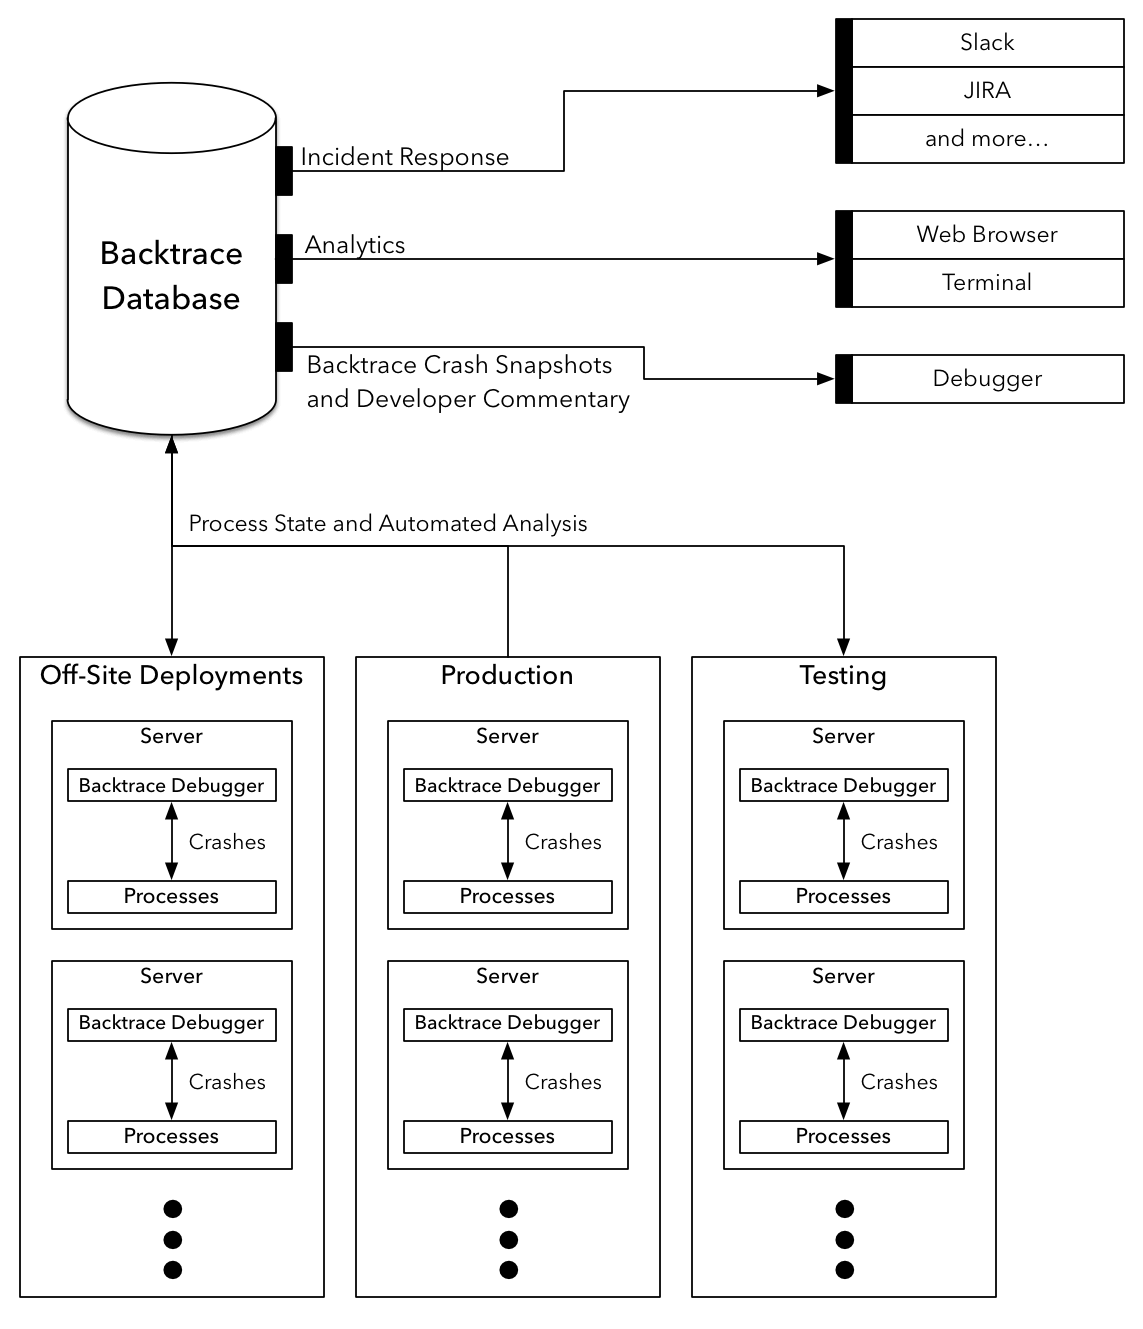 Slack
JIRA
and more…
Incident Response
Web Browser
Analytics
Backtrace
Database
Terminal
Backtrace Crash Snapshots
and Developer Commentary
Debugger
Process State and Automated Analysis
Off-Site Deployments
Server
Backtrace Debugger
Crashes
Processes
Server
Backtrace Debugger
Crashes
Processes
Production
Server
Backtrace Debugger
Crashes
Processes
Server
Backtrace Debugger
Crashes
Processes
Testing
Server
Backtrace Debugger
Crashes
Processes
Server
Backtrace Debugger
Crashes
Processes